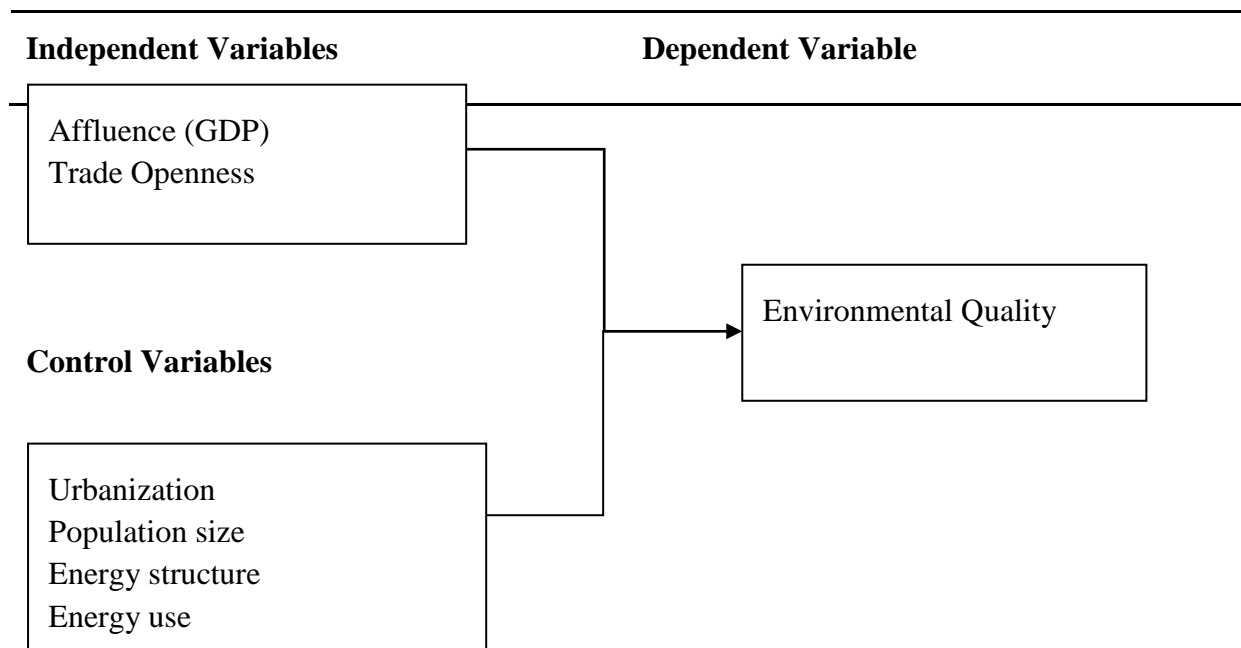 Independent Variables
Dependent Variable
Affluence (GDP)
Trade Openness
Environmental Quality
Control Variables
Urbanization
Population size
Energy structure
Energy use